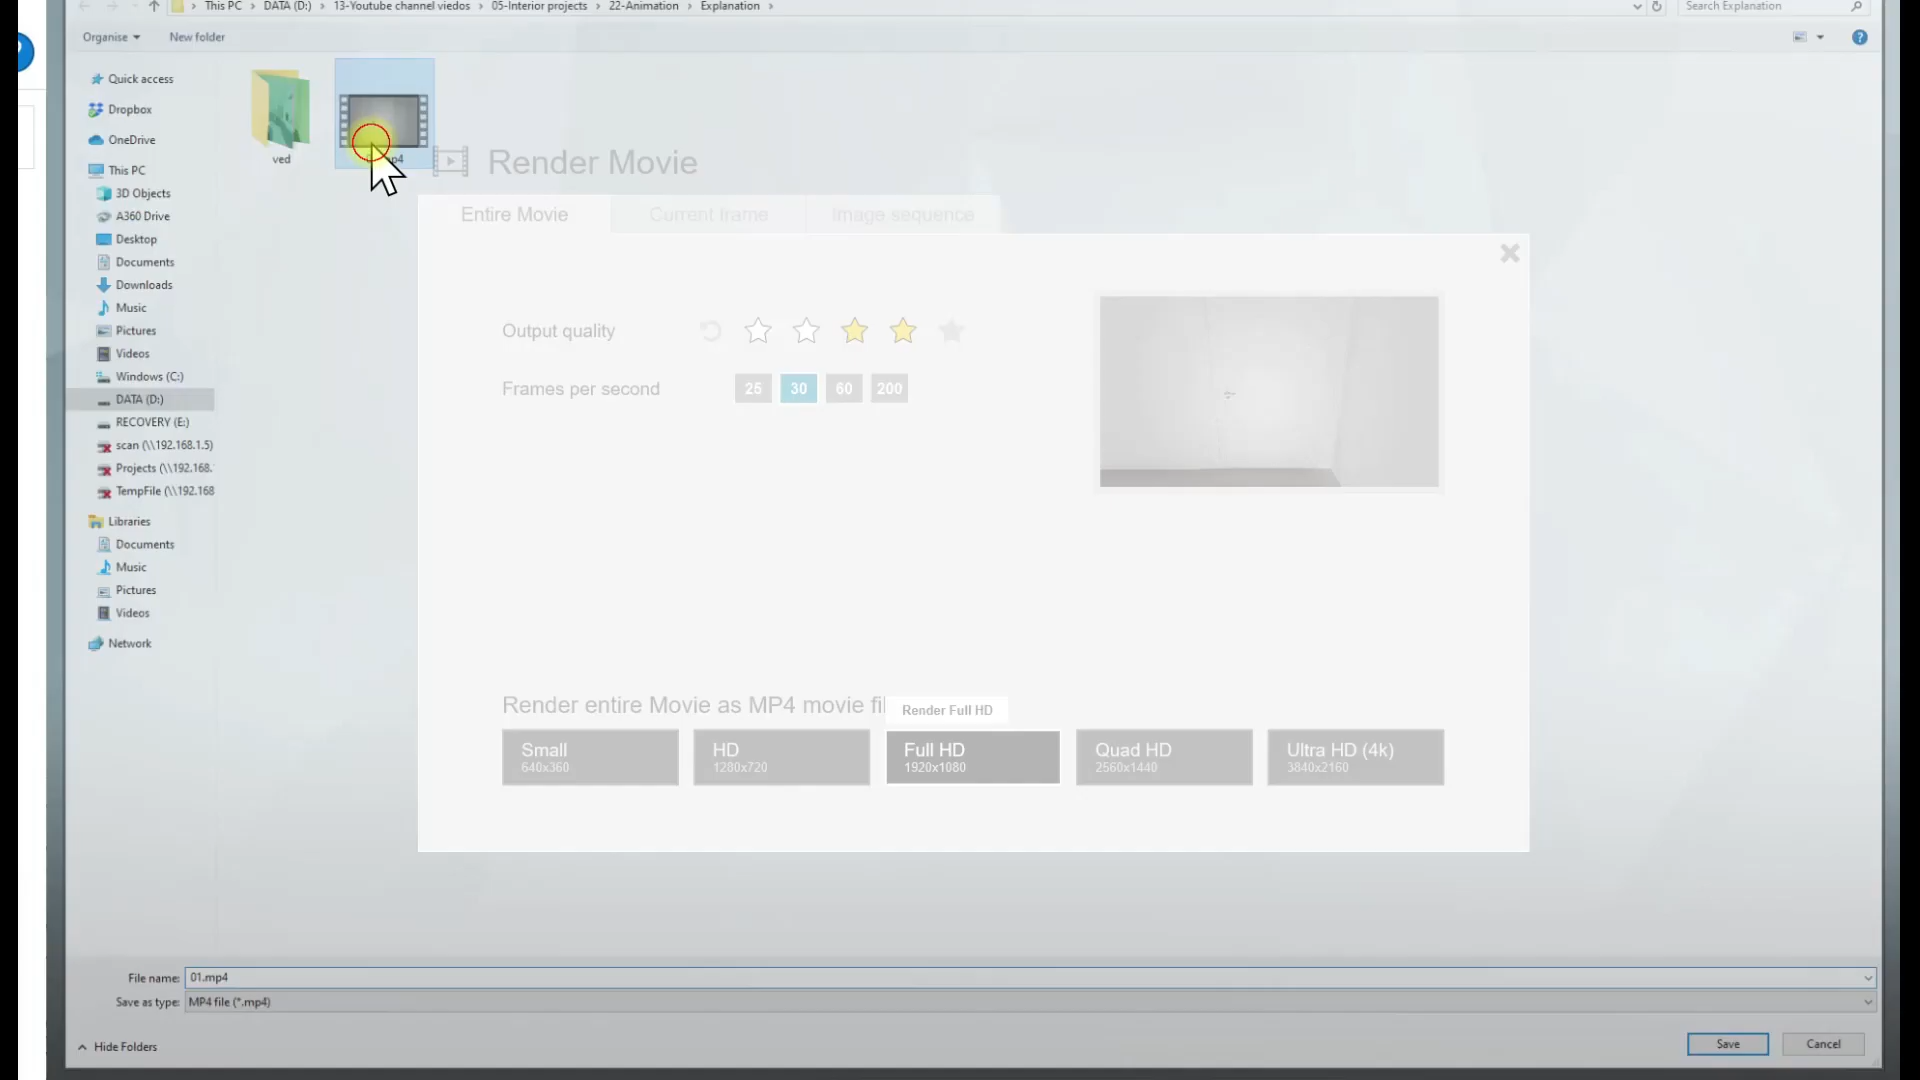 This PC > DATA (D:) > 13-Youtube channel viedos > 05-Interior projects > 22-Animation > Explanation >
Search Explanation
Organise
New folder
Quick access
Dropbox
OneDrive
This PC
3D Objects
A360 Drive
Desktop
Documents
Downloads
Music
Pictures
Videos
Windows (C:)
DATA (D:)
RECOVERY (E:)
scan (\\192.168.1.5)
Projects (\\192.168.
TempFile (\\192.168
Libraries
Documents
Music
Pictures
Videos
Network
ved
Render Movie
Entire Movie
Current frame
Image sequence
Output quality
Frames per second
25
30
60
200
Render entire Movie as MP4 movie fi
Render Full HD
Small
640x360
HD
1280x720
Full HD
1920x1080
Quad HD
2560x1440
Ultra HD (4k)
3840x2160
File name: 01.mp4
Save as type: MP4 file (*.mp4)
Hide Folders
Save
Cancel